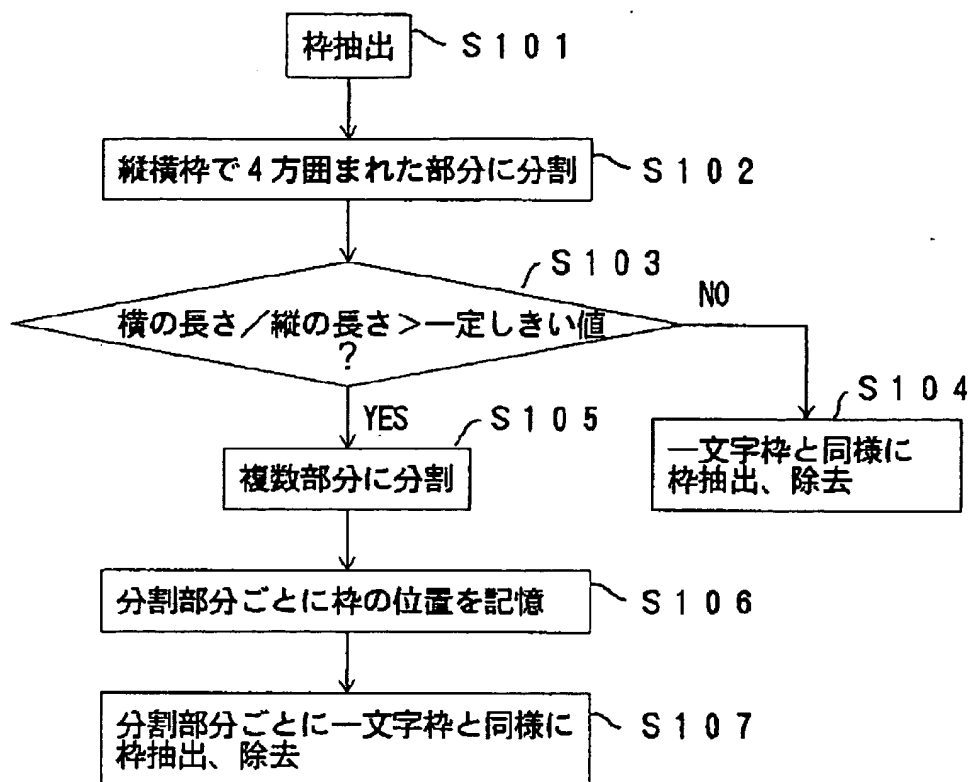 枠抽出
S101
縦横枠で4方囲まれた部分に分割
S102
S103
横の長さ／縦の長さ>一定しきい値
?
NO
YES
S104
一文字枠と同様に
枠抽出、除去
S105
複数部分に分割
分割部分ごとに枠の位置を記憶
S106
分割部分ごとに一文字枠と同様に
枠抽出、除去
S107